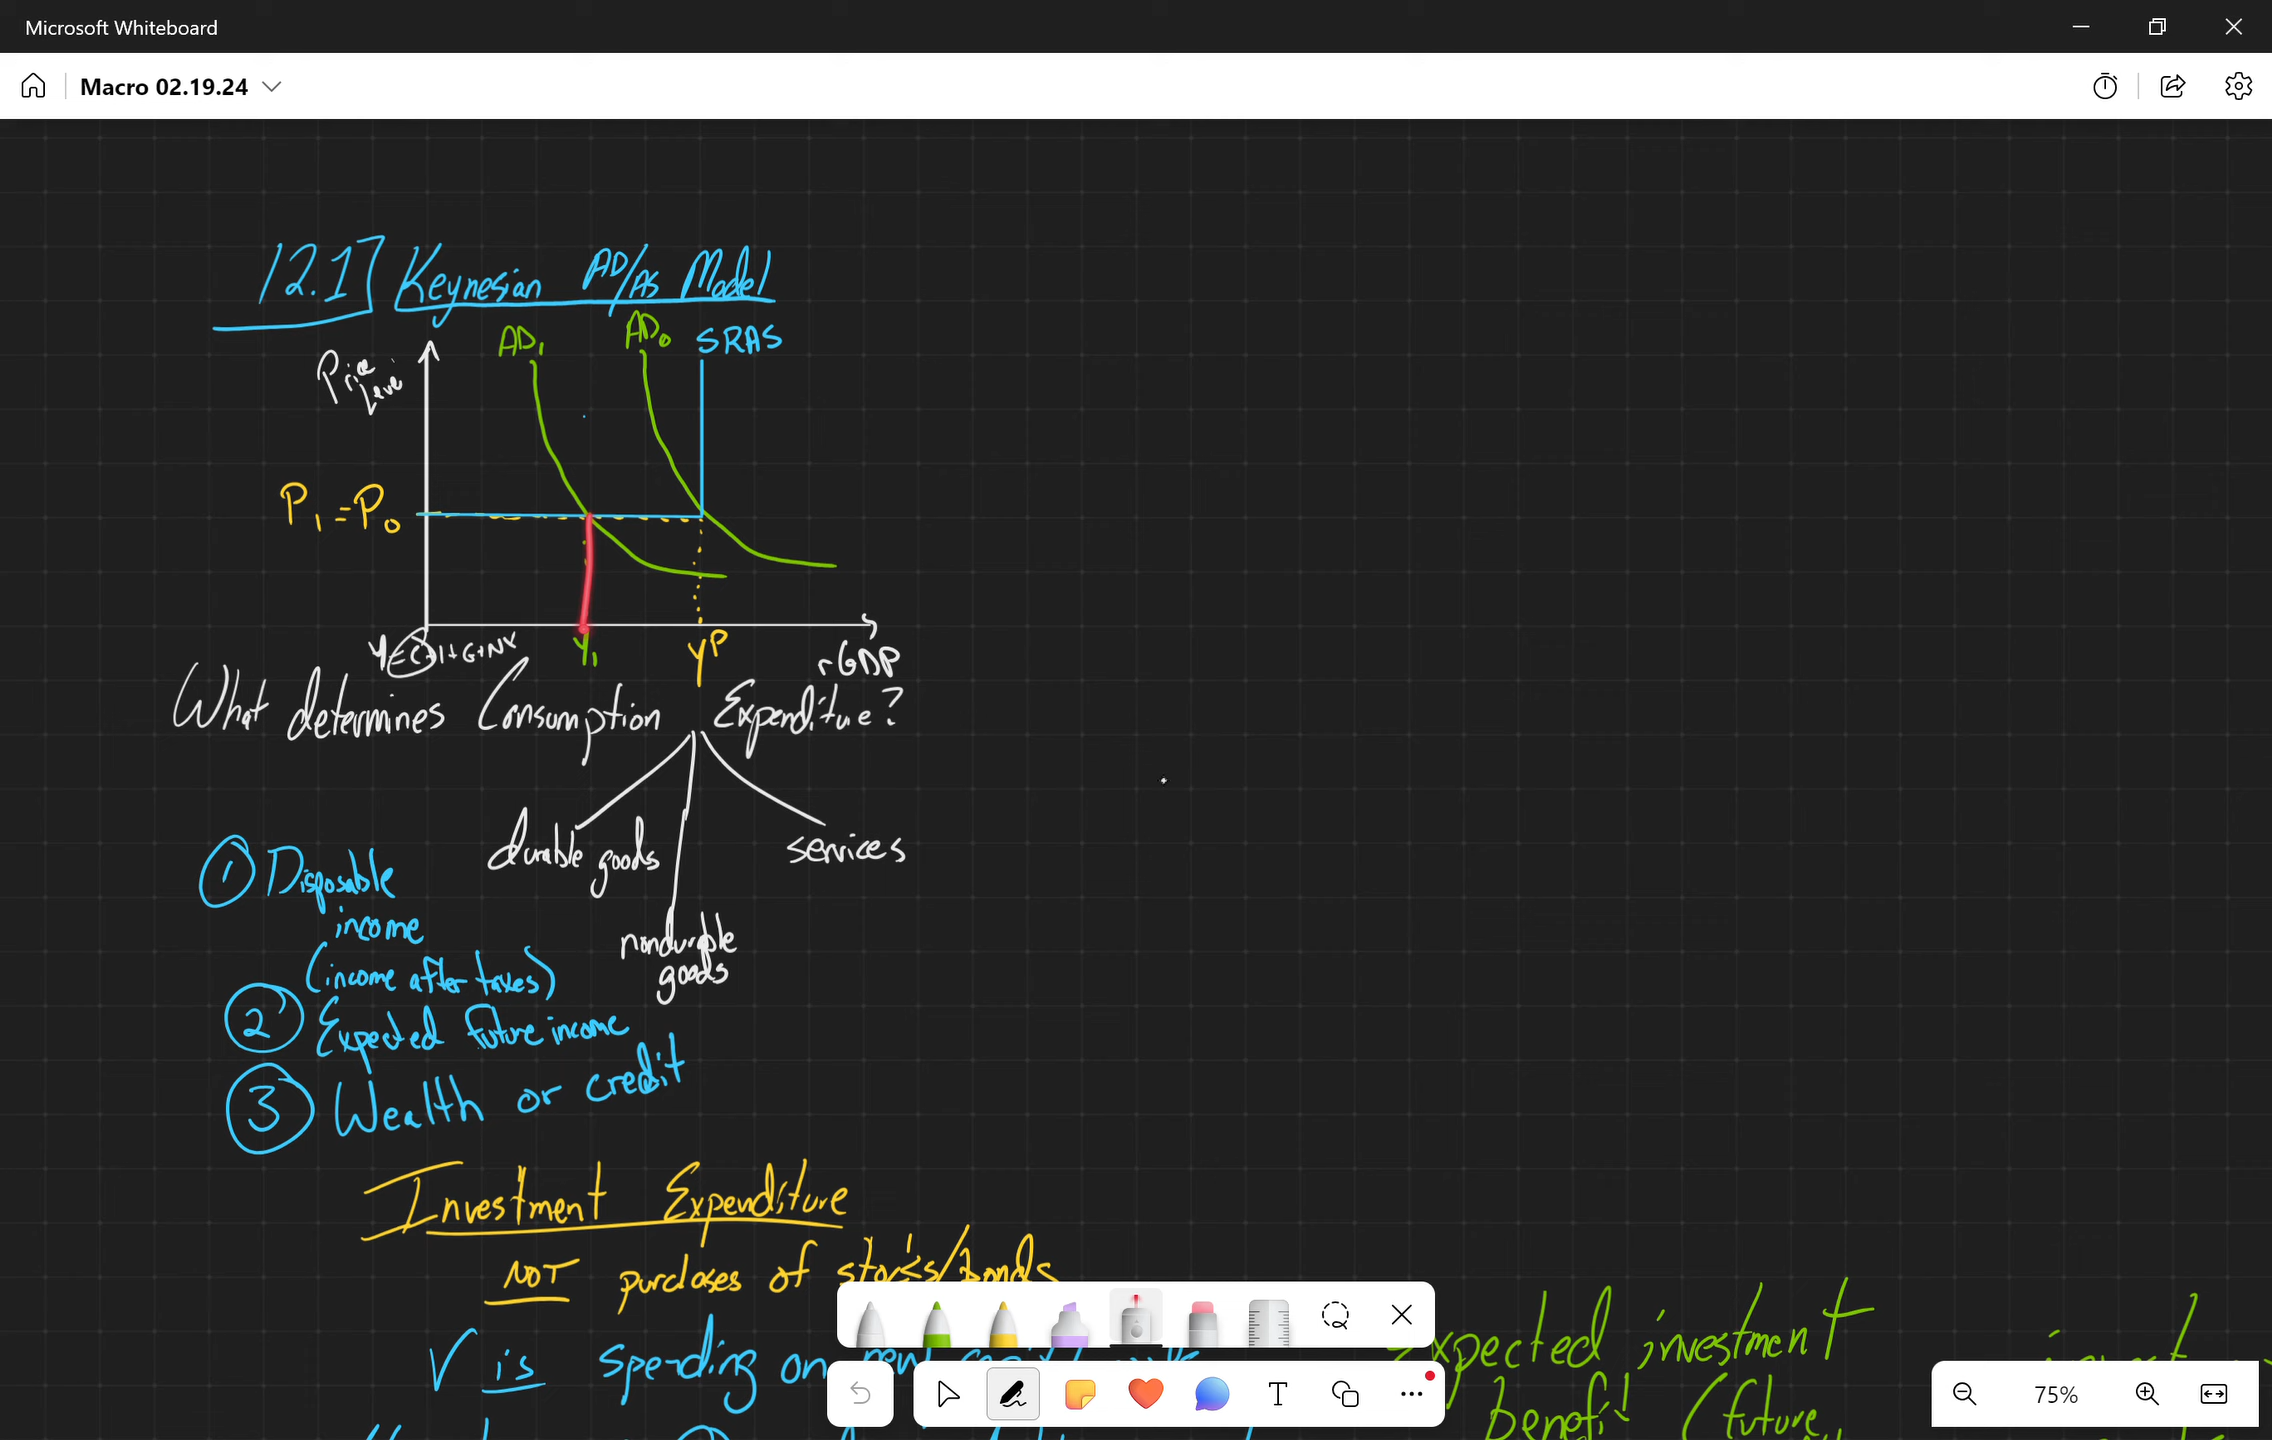 Microsoft Whiteboard
Macro 02.19.24
12.1] Keynesian AD/AS Model
AD₁ AD₀ SRAS
Price Level
P₁ = P₀
Y = C + I + G + NX
Y₁ Yᴾ rGDP
What determines Consumption Expenditure?
durable goods services
nondurable
goods
① Disposable
income
(income after taxes)
② Expected future income
③ Wealth or credit
Investment Expenditure
NOT purchases of stocks/bonds
is spending on new
expected investment
benefit (future
75%